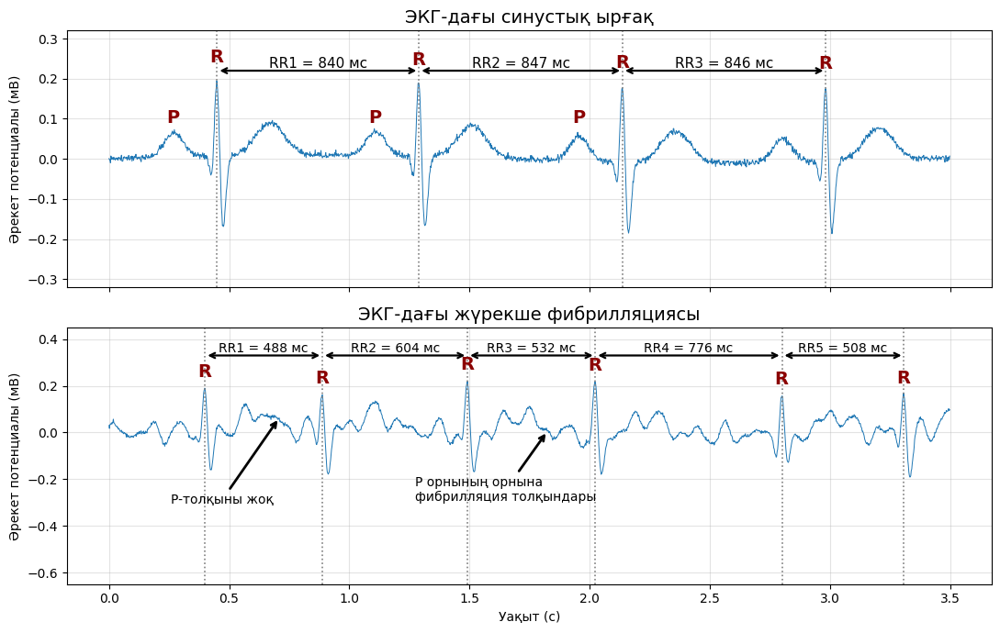 ЭКГ-дағы синустық ырғақ
Әрекет потенциалы (мВ)
0.3
0.2
0.1
0.0
−0.1
−0.2
−0.3
R
R
R
R
RR1 = 840 мс
RR2 = 847 мс
RR3 = 846 мс
P
P
P
ЭКГ-дағы жүрекше фибрилляциясы
Әрекет потенциалы (мВ)
0.4
0.2
0.0
−0.2
−0.4
−0.6
RR1 = 488 мс
RR2 = 604 мс
RR3 = 532 мс
RR4 = 776 мс
RR5 = 508 мс
R
R
R
R
R
R
Р-толқыны жоқ
Р орнының орнына
фибрилляция толқындары
0.0
0.5
1.0
1.5
2.0
2.5
3.0
3.5
Уақыт (с)